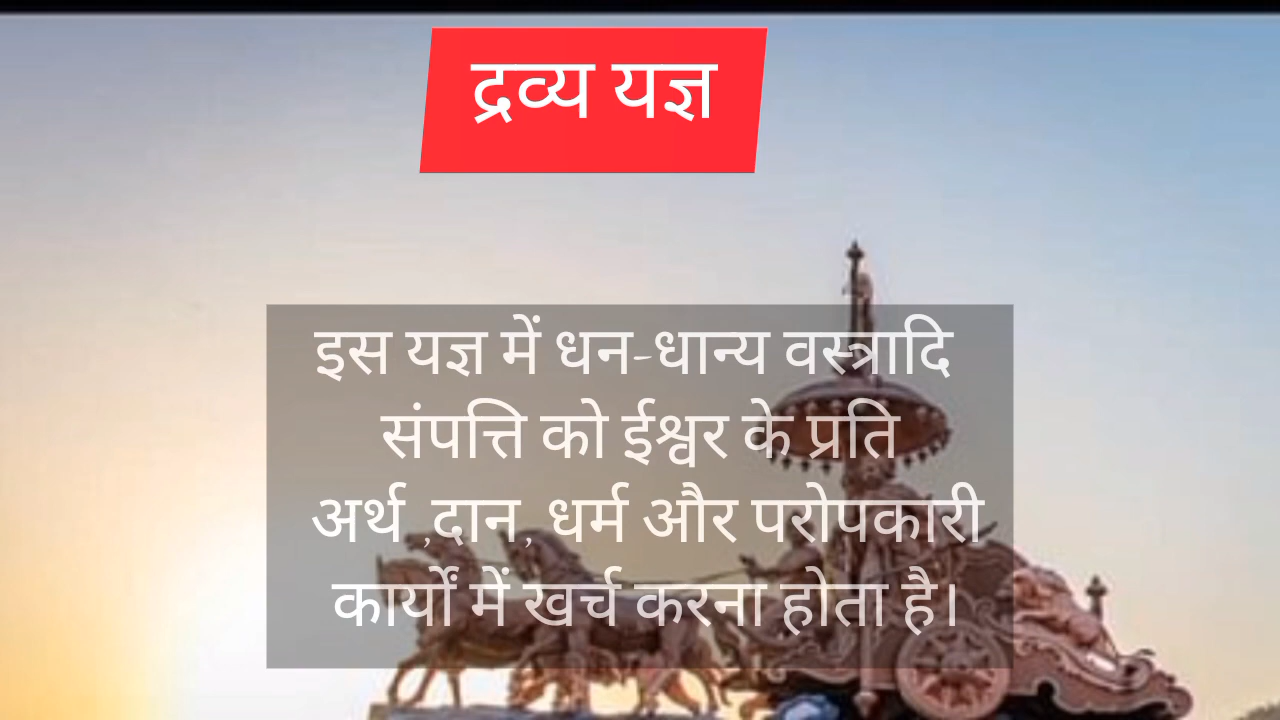 द्रव्य यज्ञ
इस यज्ञ में धन-धान्य वस्त्रादि
संपत्ति को ईश्वर के प्रति
अर्थ ,दान, धर्म और परोपकारी
कार्यों में खर्च करना होता है।